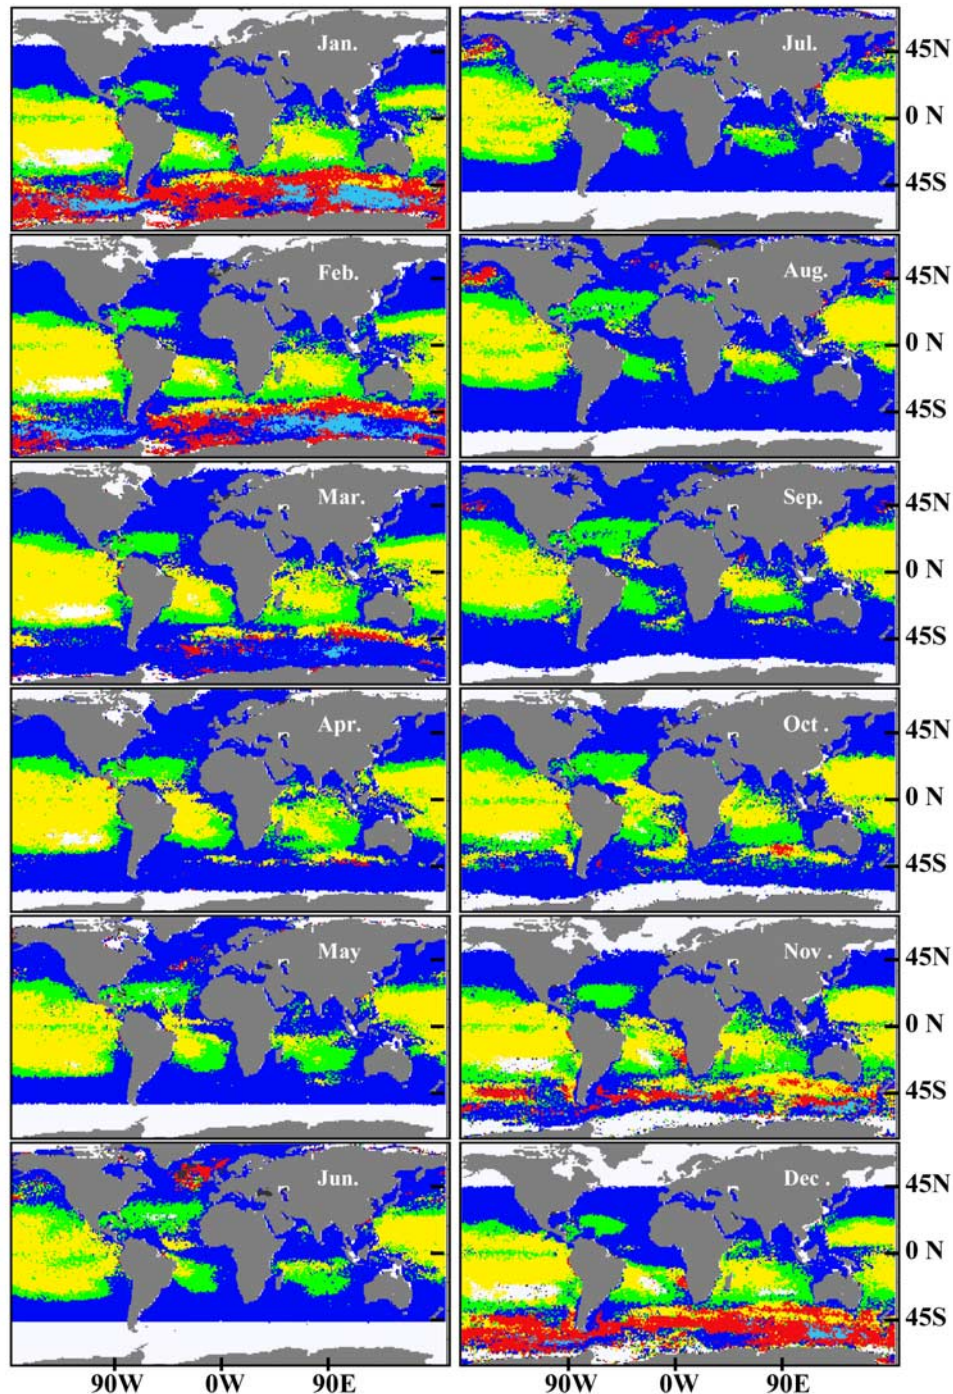 Jan.
Jul.
45N
0 N
45S
Feb.
Aug.
45N
0 N
45S
Mar.
Sep.
45N
0 N
45S
Apr.
Oct .
45N
0 N
45S
May
Nov .
45N
0 N
45S
Jun.
Dec .
45N
0 N
45S
90W 0W 90E 90W 0W 90E